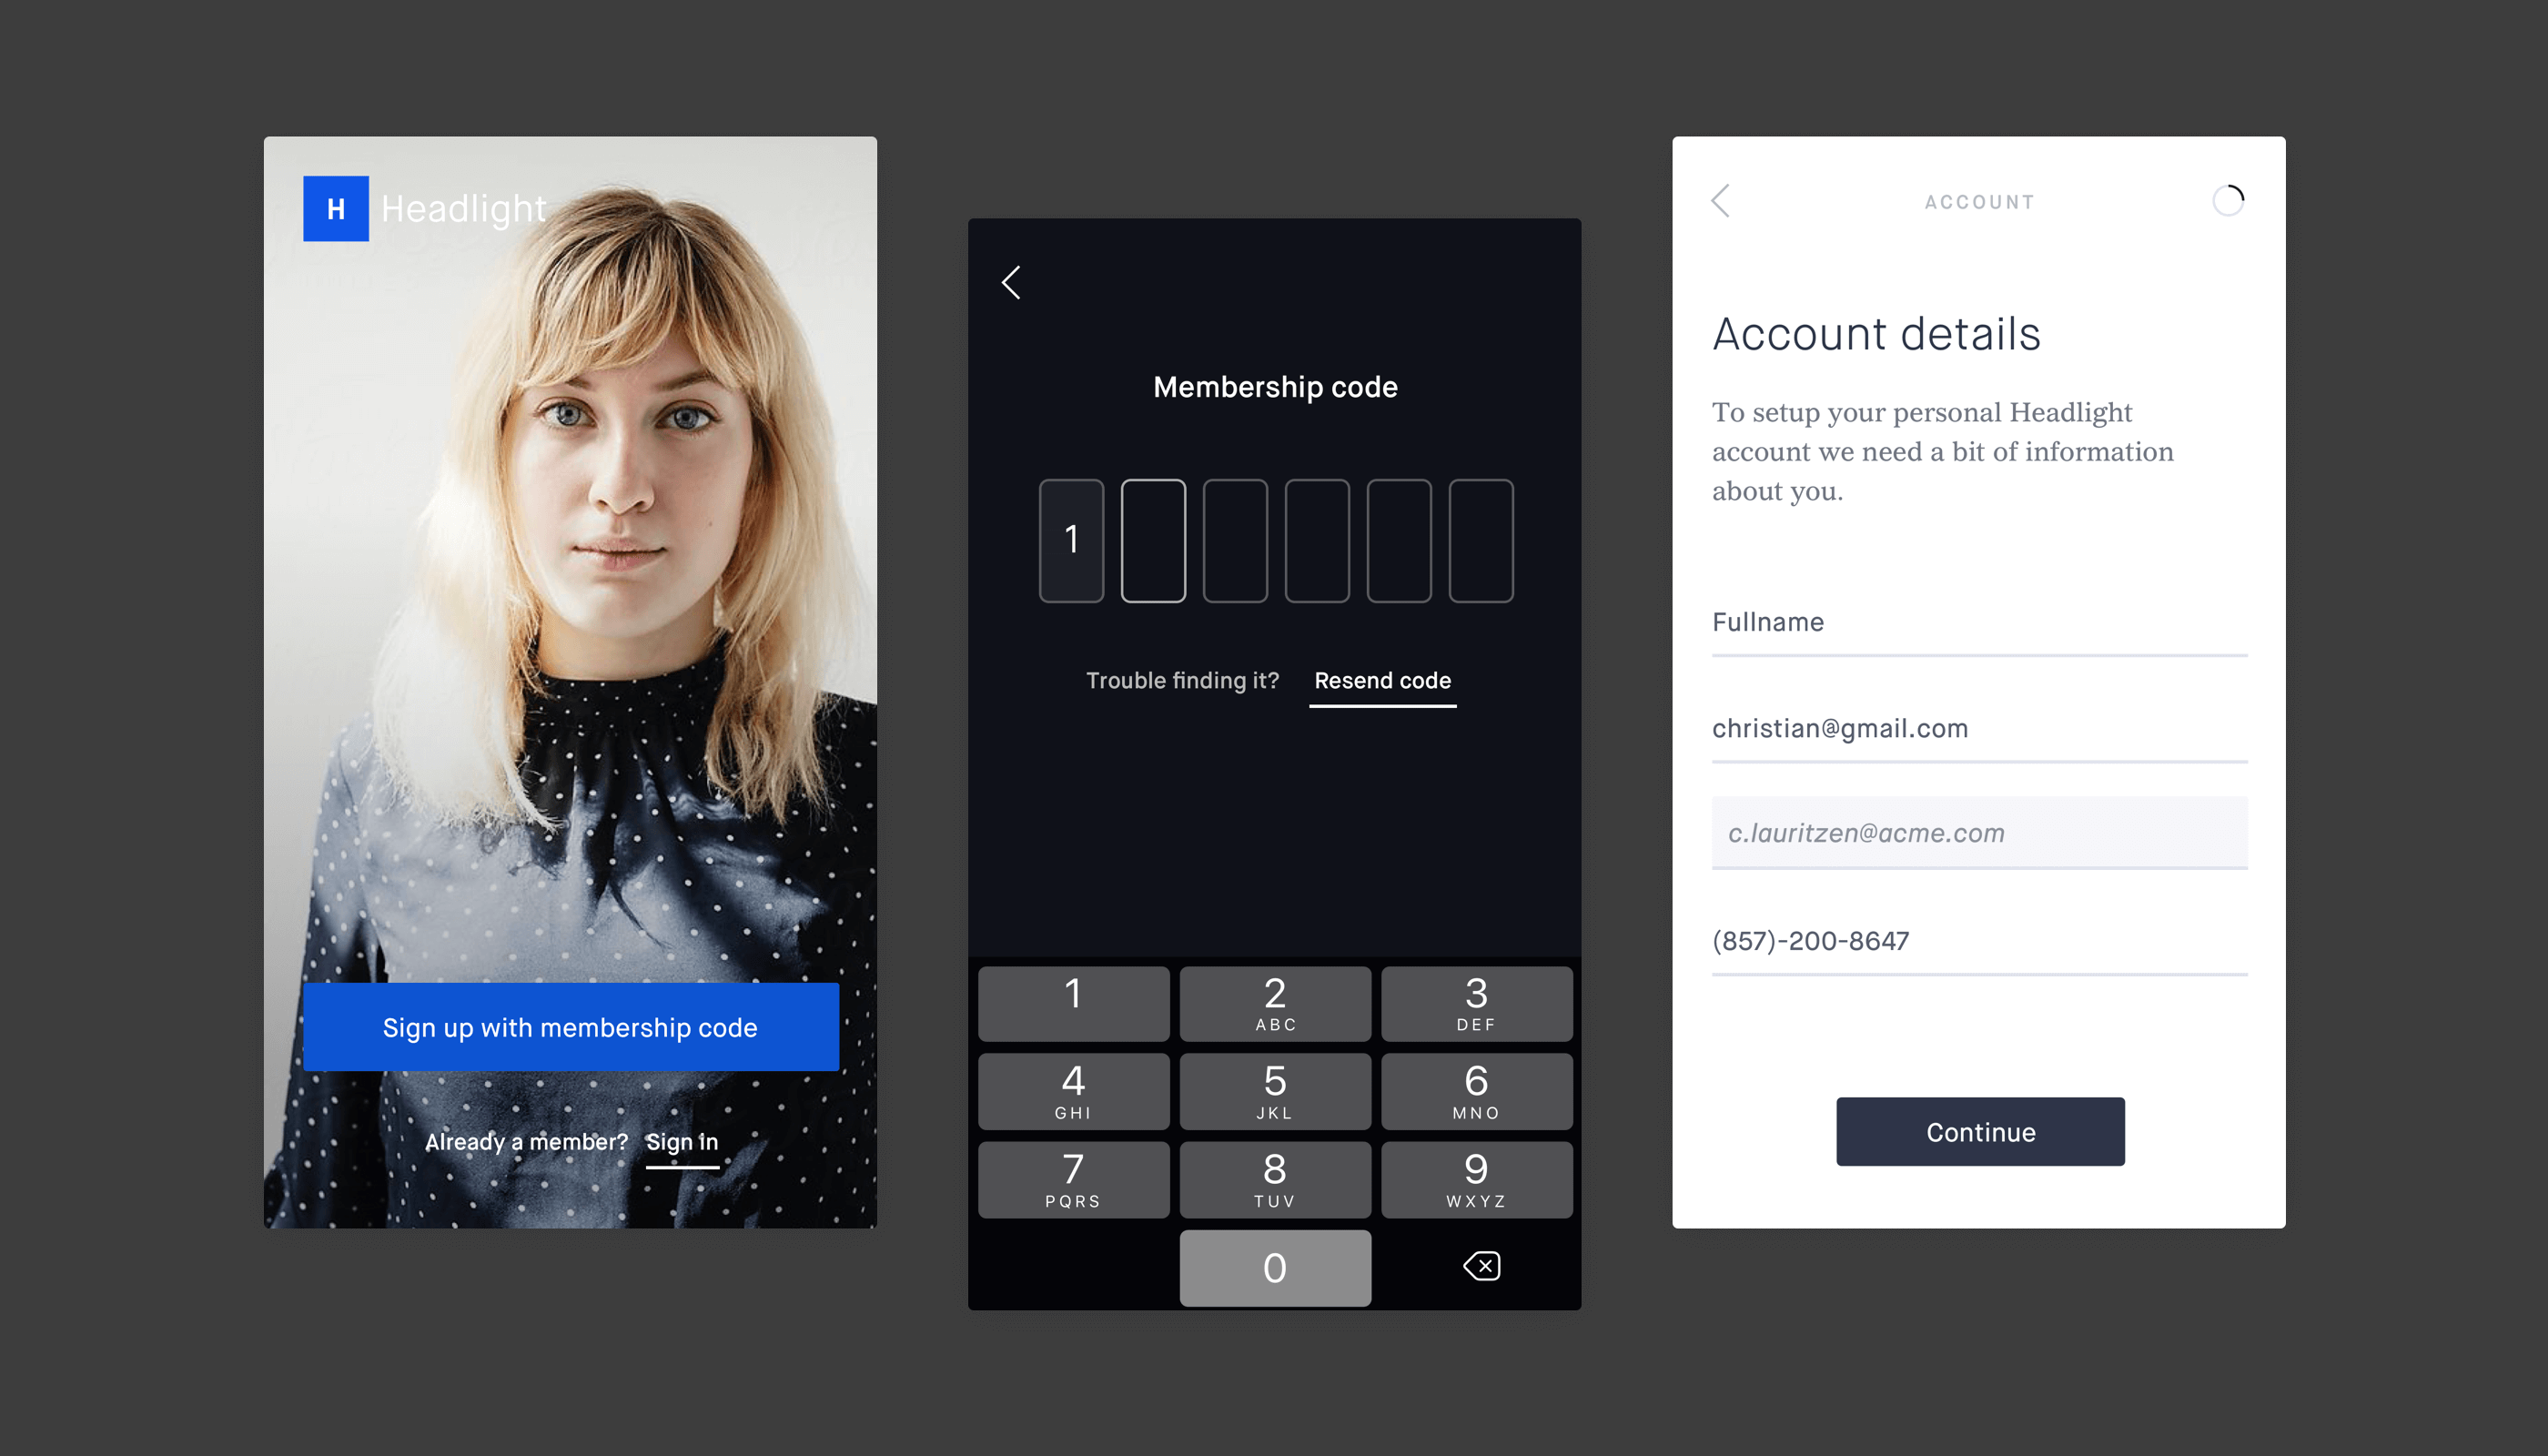 H Headlight
Sign up with membership code
Already a member? Sign in
Membership code
1
Trouble finding it? Resend code
1
2
ABC
3
DEF
4
GHI
5
JKL
6
MNO
7
PQRS
8
TUV
9
WXYZ
0
ACCOUNT
Account details
To setup your personal Headlight
account we need a bit of information
about you.
Fullname
christian@gmail.com
c.lauritzen@acme.com
(857)-200-8647
Continue